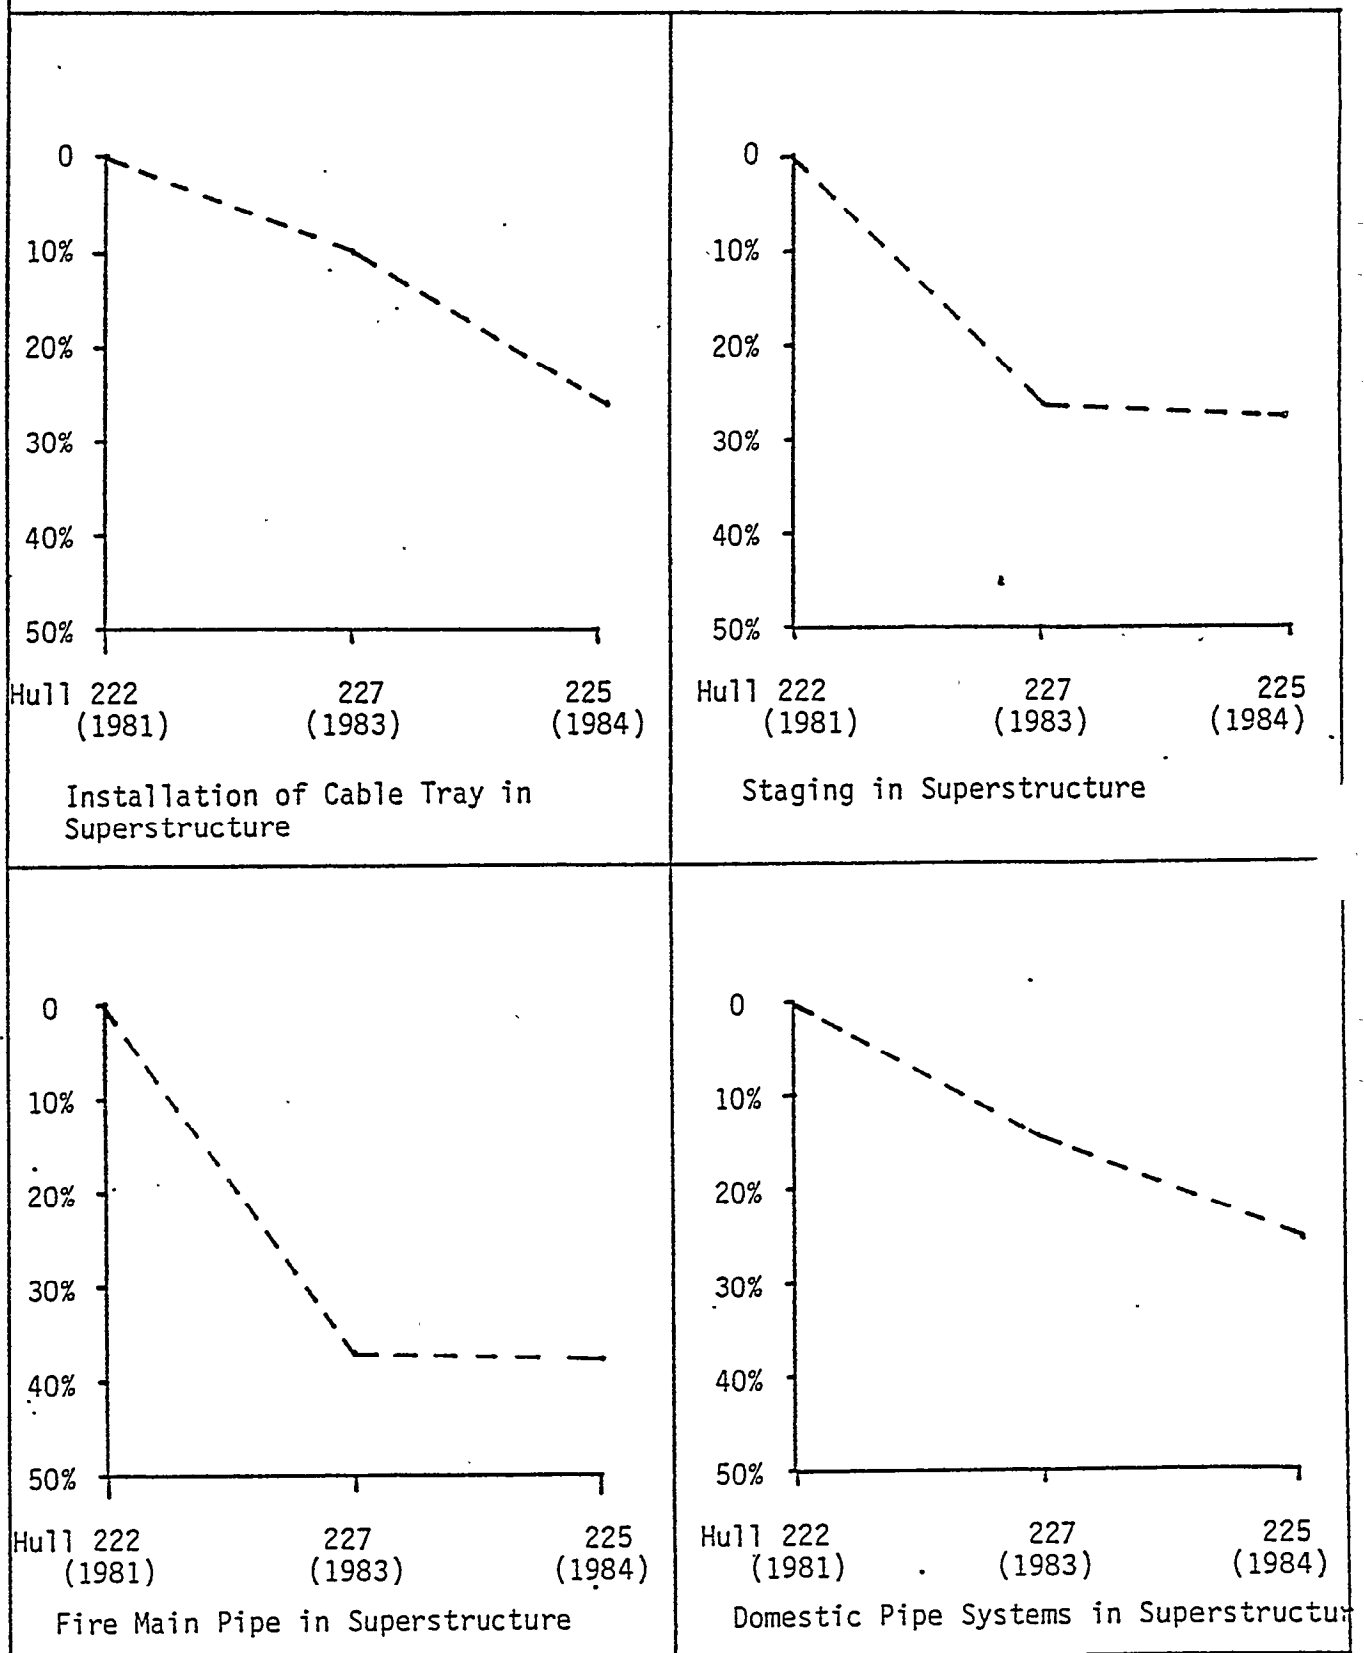 0
10%
20%
30%
40%
50%
Hull 222 227 225
(1981) (1983) (1984)
Installation of Cable Tray in
Superstructure
0
10%
20%
30%
40%
50%
Hull 222 227 225
(1981) (1983) (1984)
Staging in Superstructure
0
10%
20%
30%
40%
50%
Hull 222 227 225
(1981) (1983) (1984)
Fire Main Pipe in Superstructure
0
10%
20%
30%
40%
50%
Hull 222 227 225
(1981) (1983) (1984)
Domestic Pipe Systems in Superstructur